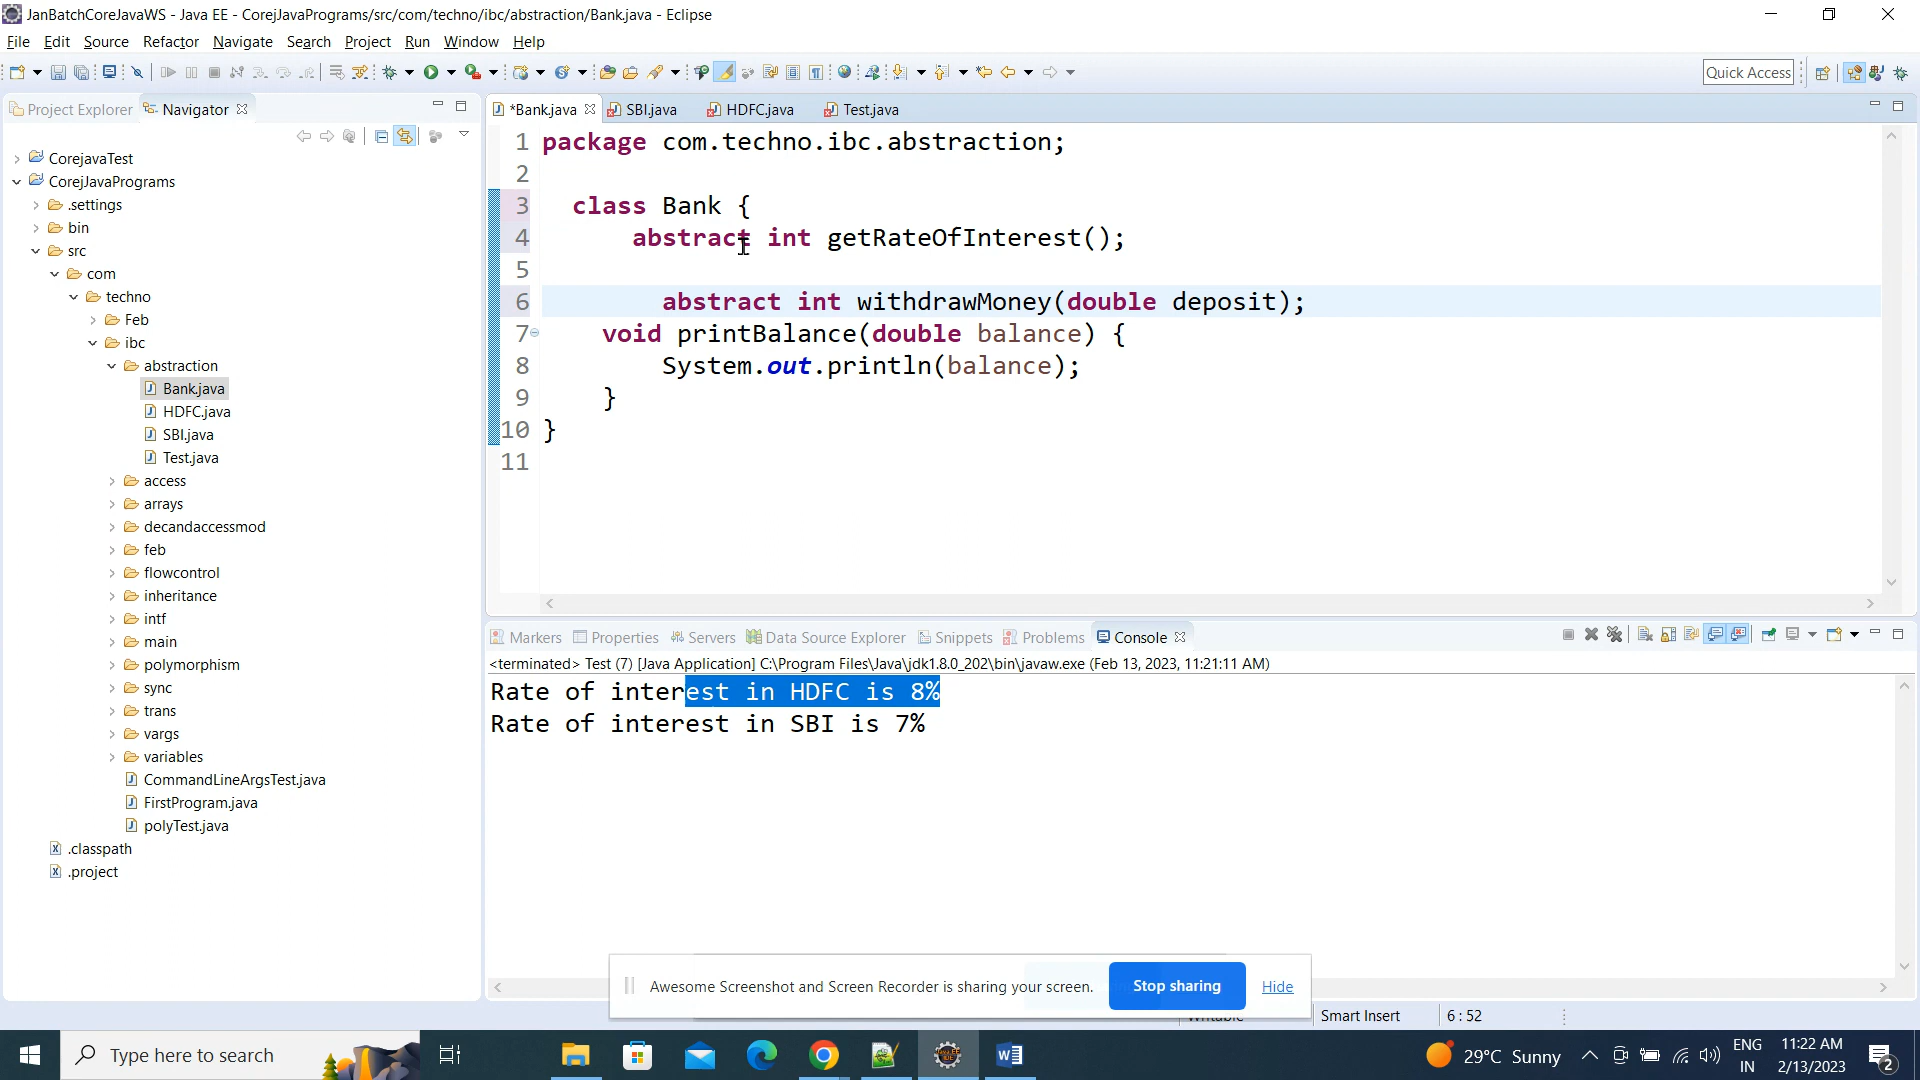 JanBatchCoreJavaWS - Java EE - CorejJavaPrograms/src/com/techno/ibc/abstraction/Bank.java - Eclipse
File Edit Source Refactor Navigate Search Project Run Window Help
Quick Access
Project Explorer Navigator
*Bank.java SBI.java HDFC.java Test.java
CorejavaTest
CorejJavaPrograms
.settings
bin
src
com
techno
Feb
ibc
abstraction
Bank.java
HDFC.java
SBI.java
Test.java
access
arrays
decandaccessmod
feb
flowcontrol
inheritance
intf
main
polymorphism
sync
trans
vargs
variables
CommandLineArgsTest.java
FirstProgram.java
polyTest.java
.classpath
.project
1 package com.techno.ibc.abstraction;
2
3 class Bank {
4 abstract int getRateOfInterest();
5
6 abstract int withdrawMoney(double deposit);
7 void printBalance(double balance) {
8 System.out.println(balance);
9 }
10 }
11
Markers Properties Servers Data Source Explorer Snippets Problems Console
<terminated> Test (7) [Java Application] C:\Program Files\Java\jdk1.8.0_202\bin\javaw.exe (Feb 13, 2023, 11:21:11 AM)
Rate of interest in HDFC is 8%
Rate of interest in SBI is 7%
Awesome Screenshot and Screen Recorder is sharing your screen. Stop sharing Hide
Smart Insert 6 : 52
Type here to search
29°C Sunny
ENG
IN
11:22 AM
2/13/2023
2